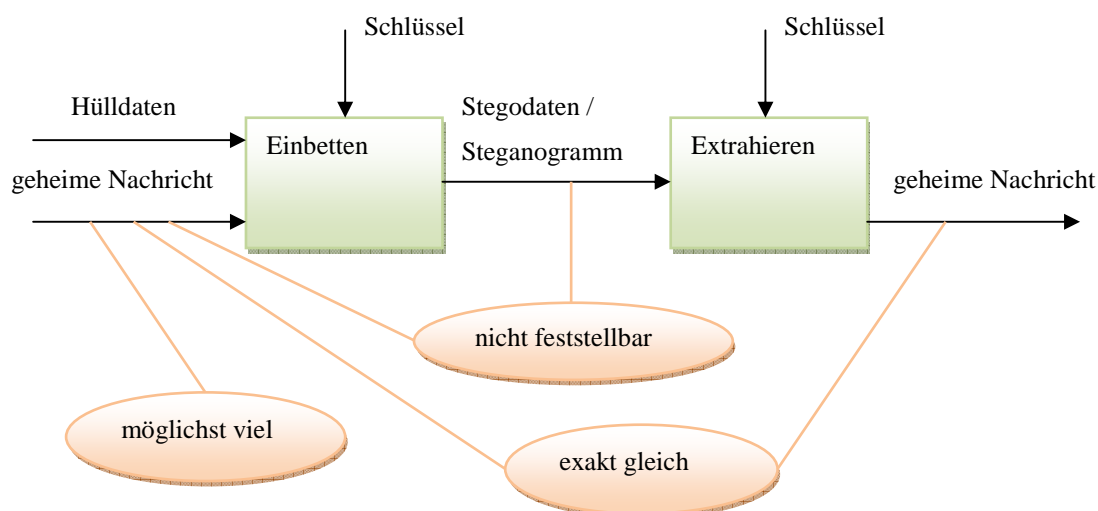 Schlüssel
Schlüssel
Hülldaten
Stegodaten /
Einbetten
Steganogramm
Extrahieren
geheime Nachricht
geheime Nachricht
nicht feststellbar
möglichst viel
exakt gleich